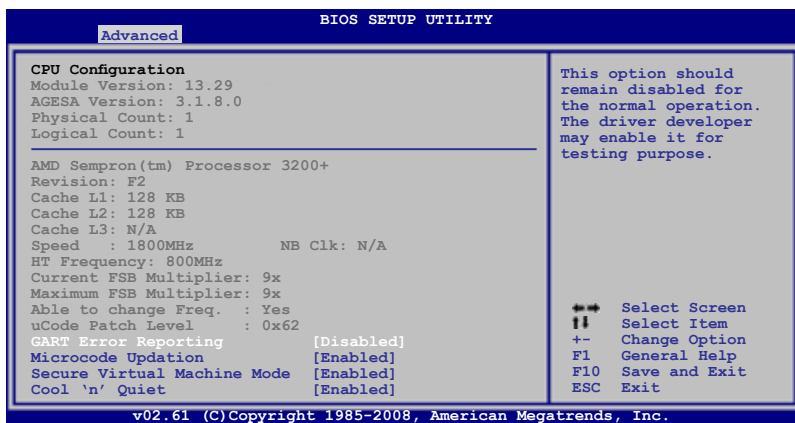 BIOS SETUP UTILITY
Advanced
CPU Configuration
Module Version: 13.29
AGESA Version: 3.1.8.0
Physical Count: 1
Logical Count: 1
AMD Sempron(tm) Processor 3200+
Revision: F2
Cache L1: 128 KB
Cache L2: 128 KB
Cache L3: N/A
Speed : 1800MHz NB Clk: N/A
HT Frequency: 800MHz
Current FSB Multiplier: 9x
Maximum FSB Multiplier: 9x
Able to change Freq. : Yes
uCode Patch Level : 0x62
GART Error Reporting [Disabled]
Microcode Updation [Enabled]
Secure Virtual Machine Mode [Enabled]
Cool ‘n’ Quiet [Enabled]
This option should
remain disabled for
the normal operation.
The driver developer
may enable it for
testing purpose.
←→ Select Screen
↑↓ Select Item
+- Change Option
F1 General Help
F10 Save and Exit
ESC Exit
v02.61 (C)Copyright 1985-2008, American Megatrends, Inc.